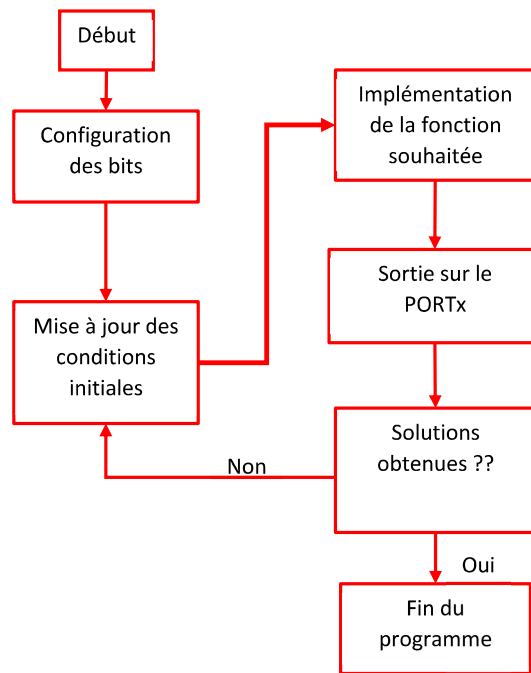 Début
Configuration
des bits
Mise à jour des
conditions
initiales
Implémentation
de la fonction
souhaitée
Sortie sur le
PORTx
Solutions
obtenues ??
Non
Oui
Fin du
programme